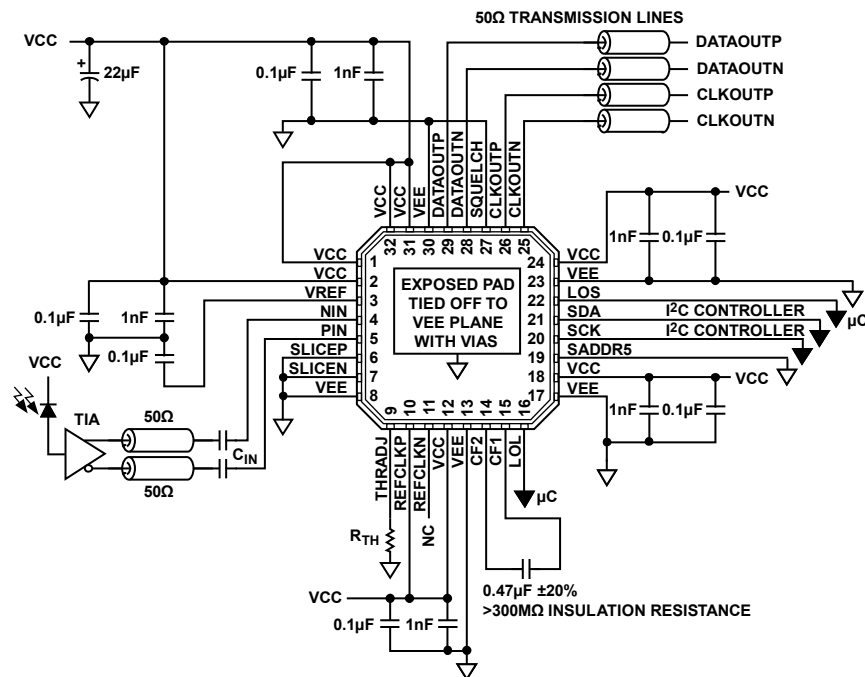 50Ω TRANSMISSION LINES
VCC
DATAOUTP
DATAOUTN
CLKOUTP
CLKOUTN
+
22µF
0.1µF
1nF
VCC
VCC
VEE
DATAOUTP
DATAOUTN
SQUELCH
CLKOUTP
CLKOUTN
32
31
30
29
28
27
26
25
VCC
1
VCC
2
VREF
3
NIN
4
PIN
5
SLICEP
6
SLICEN
7
VEE
8
EXPOSED PAD
TIED OFF TO
VEE PLANE
WITH VIAS
24
VCC
23
VEE
22
LOS
21
SDA
20
SCK
19
SADDR5
18
VCC
17
VEE
VCC
1nF
0.1µF
µC
I²C CONTROLLER
I²C CONTROLLER
VCC
1nF
0.1µF
0.1µF
1nF
0.1µF
VCC
TIA
50Ω
50Ω
C_IN
9
10
11
12
13
14
15
16
THRADJ
REFCLKP
REFCLKN
VCC
VEE
CF2
CF1
LOL
µC
R_TH
NC
0.47µF ±20%
>300MΩ INSULATION RESISTANCE
VCC
0.1µF
1nF